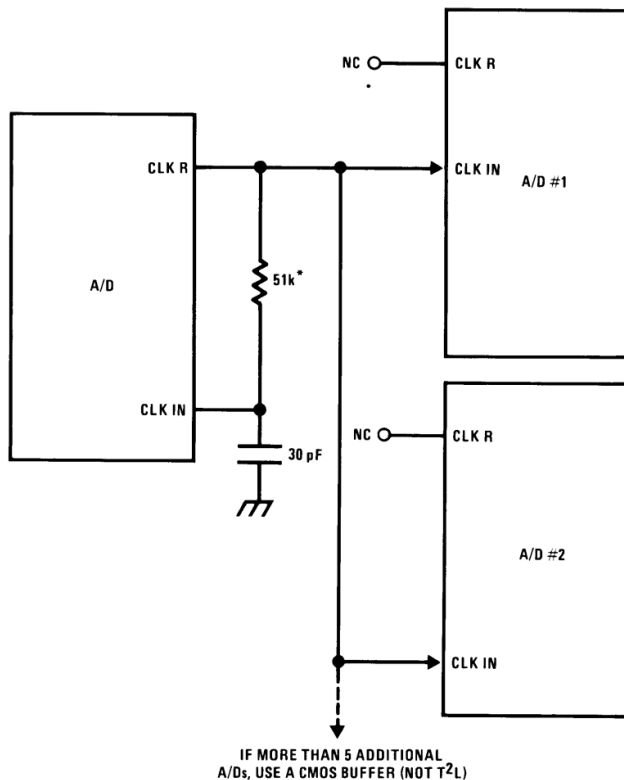 NC
CLK R
CLK R
CLK IN
A/D #1
51k*
A/D
CLK IN
30 pF
NC
CLK R
A/D #2
CLK IN
IF MORE THAN 5 ADDITIONAL
A/Ds, USE A CMOS BUFFER (NOT T²L)